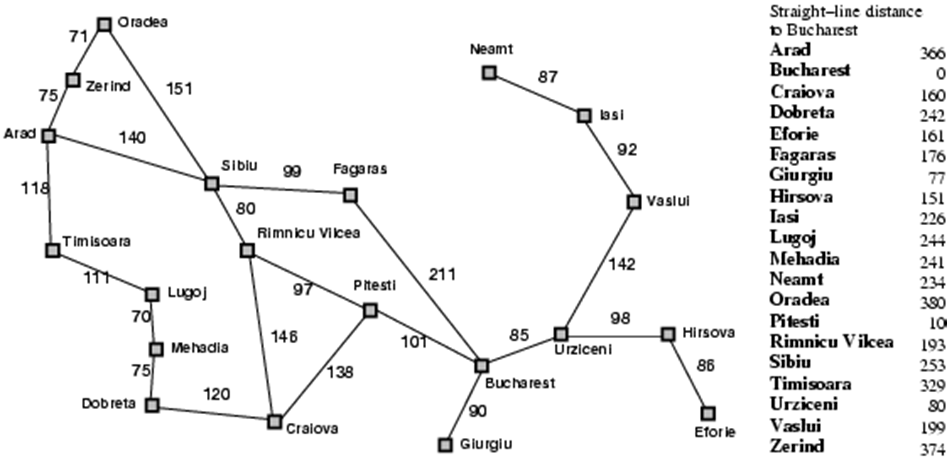 Oradea
71
Neamt
87
Zerind
151
75
Iasi
Arad
140
92
Sibiu
99
Fagaras
118
80
Vaslui
Rimnicu Vilcea
Timisoara
142
111
211
Lugoj
97
Pitesti
70
98
Hirsova
146
101
85
Mehadia
Urziceni
86
75
138
Bucharest
120
90
Dobreta
Craiova
Eforie
Giurgiu
Straight–line distance
to Bucharest
Arad 366
Bucharest 0
Craiova 160
Dobreta 242
Eforie 161
Fagaras 176
Giurgiu 77
Hirsova 151
Iasi 226
Lugoj 244
Mehadia 241
Neamt 234
Oradea 380
Pitesti 10
Rimnicu Vilcea 193
Sibiu 253
Timisoara 329
Urziceni 80
Vaslui 199
Zerind 374